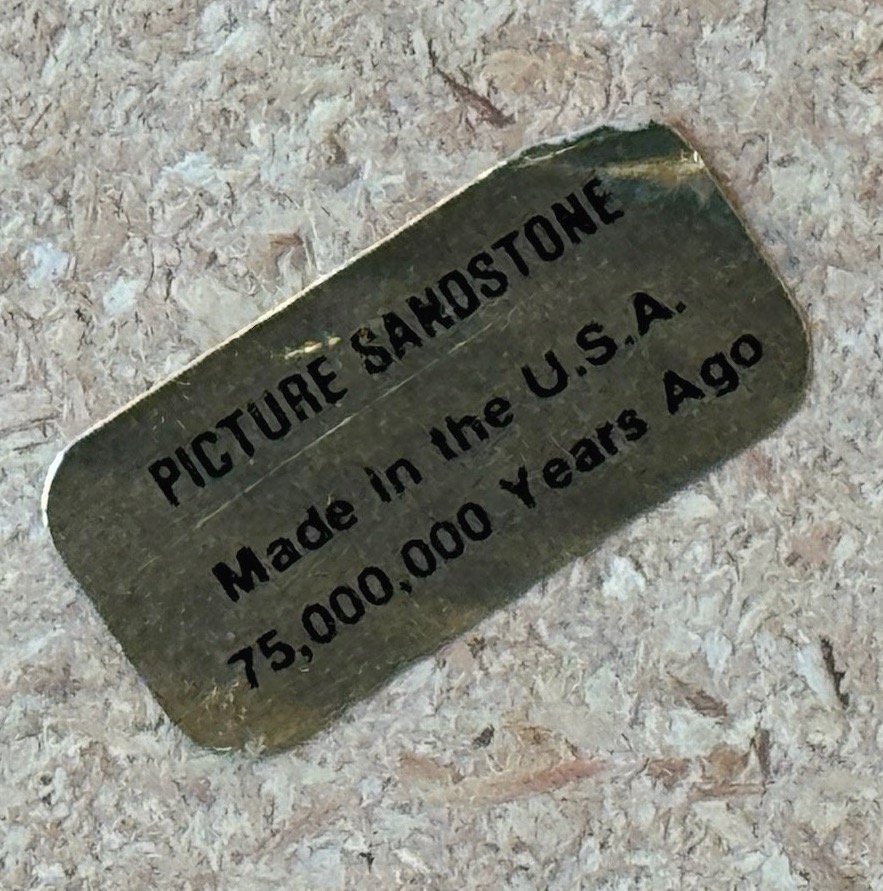 PICTURE SANDSTONE
Made in the U.S.A.
75,000,000 Years Ago